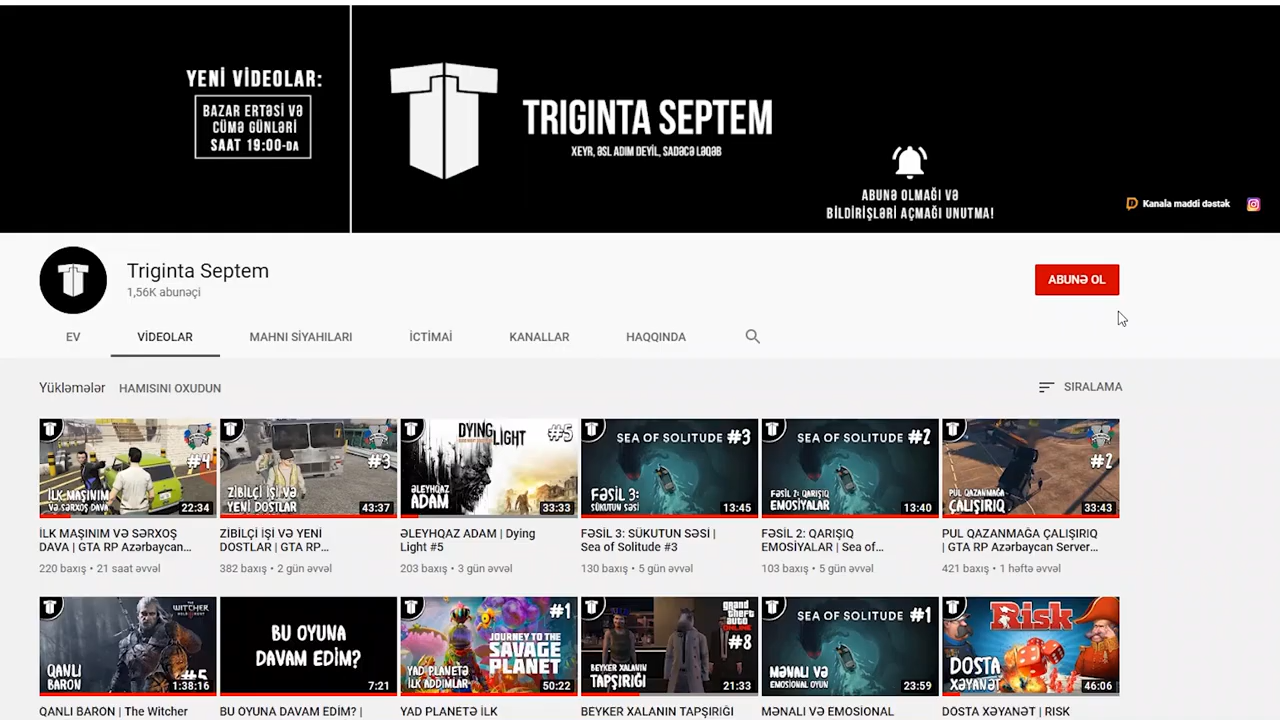 YENİ VİDEOLAR:
BAZAR ERTƏSİ VƏ
CÜMƏ GÜNLƏRİ
SAAT 19:00-DA
TRIGINTA SEPTEM
XEYR, ƏSL ADIM DEYİL, SADƏCƏ LƏQƏB
ABUNƏ OLMAĞI VƏ
BİLDİRİŞLƏRİ AÇMAĞI UNUTMA!
Kanala maddi dəstək
Triginta Septem
1,56K abunəçi
ABUNƏ OL
EV VİDEOLAR MAHNI SİYAHILARI İCTİMAİ KANALLAR HAQQINDA
Yükləmələr HAMISINI OXUDUN
SIRALAMA
#4
İLK MAŞINIM
VƏ SƏRXOŞ DAVA
22:34
İLK MAŞINIM VƏ SƏRXOŞ
DAVA | GTA RP Azərbaycan...
220 baxış • 21 saat əvvəl
#3
ZİBİLÇİ İŞİ VƏ
YENİ DOSTLAR
43:37
ZİBİLÇİ İŞİ VƏ YENİ
DOSTLAR | GTA RP...
382 baxış • 2 gün əvvəl
DYING
LIGHT
#5
ƏLEYHQAZ
ADAM
33:33
ƏLEYHQAZ ADAM | Dying
Light #5
203 baxış • 3 gün əvvəl
SEA OF SOLITUDE #3
FƏSİL 3:
SÜKUTUN SƏSİ
13:45
FƏSİL 3: SÜKUTUN SƏSİ |
Sea of Solitude #3
130 baxış • 5 gün əvvəl
SEA OF SOLITUDE #2
FƏSİL 2: QARIŞIQ
EMOSİYALAR
13:40
FƏSİL 2: QARIŞIQ
EMOSİYALAR | Sea of...
103 baxış • 5 gün əvvəl
#2
PUL QAZANMAĞA
ÇALIŞIRIQ
33:43
PUL QAZANMAĞA ÇALIŞIRIQ
| GTA RP Azərbaycan Server...
421 baxış • 1 həftə əvvəl
THE
WITCHER
WILD HUNT
QANLI
BARON
#5
1:38:16
QANLI BARON | The Witcher
BU OYUNA
DAVAM EDİM?
7:21
BU OYUNA DAVAM EDİM? |
#1
JOURNEY TO THE
SAVAGE
PLANET
YAD PLANETƏ
İLK ADDIMLAR
50:22
YAD PLANETƏ İLK
grand
theft
auto
ONLINE
#8
BEYKER XALANIN
TAPŞIRIĞI
21:33
BEYKER XALANIN TAPŞIRIĞI
SEA OF SOLITUDE #1
MƏNALI VƏ
EMOSIONAL OYUN
23:59
MƏNALI VƏ EMOSIONAL
RISK
DOSTA
XƏYANƏT
46:06
DOSTA XƏYANƏT | RISK